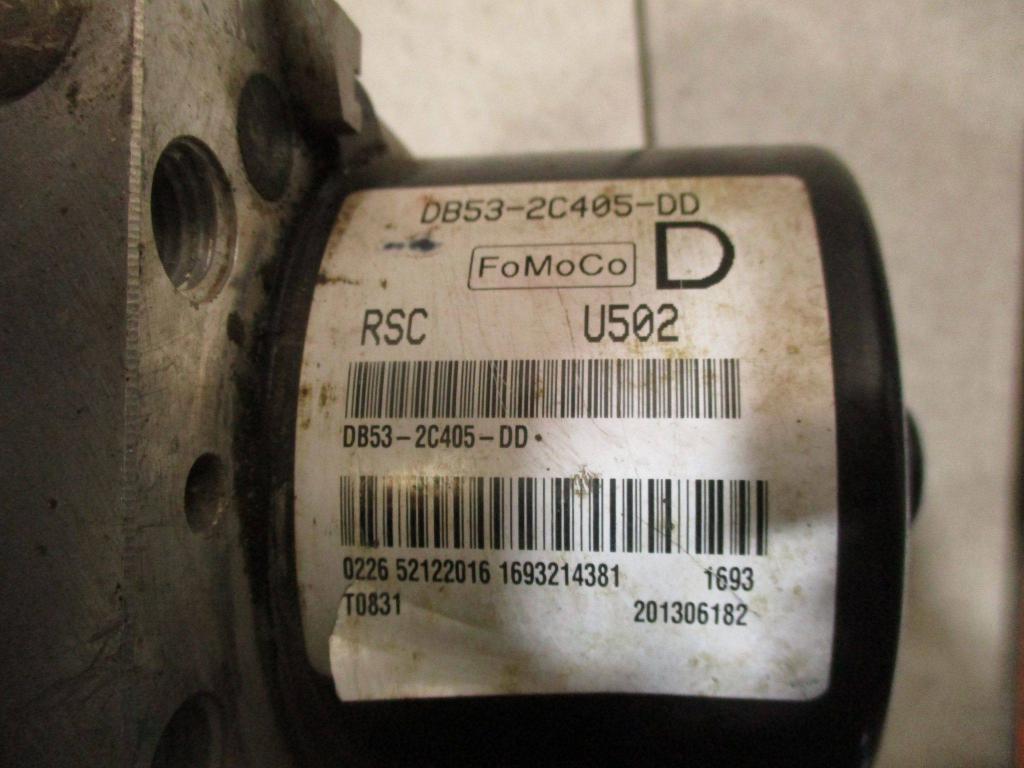 DB53-2C405-DD
FoMoCo D
RSC U502
DB53-2C405-DD
0226 52122016 1693214381 1693
T0831 201306182